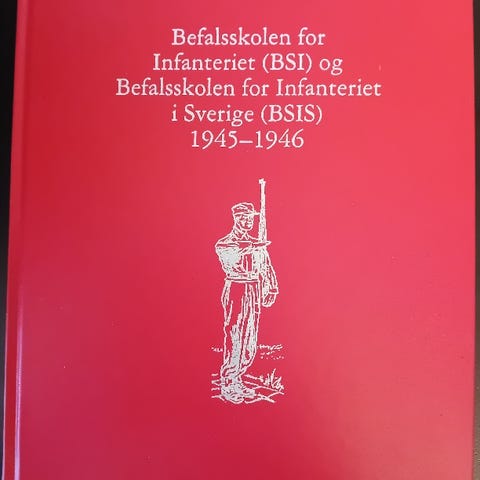 Befalsskolen for
Infanteriet (BSI) og
Befalsskolen for Infanteriet
i Sverige (BSIS)
1945–1946